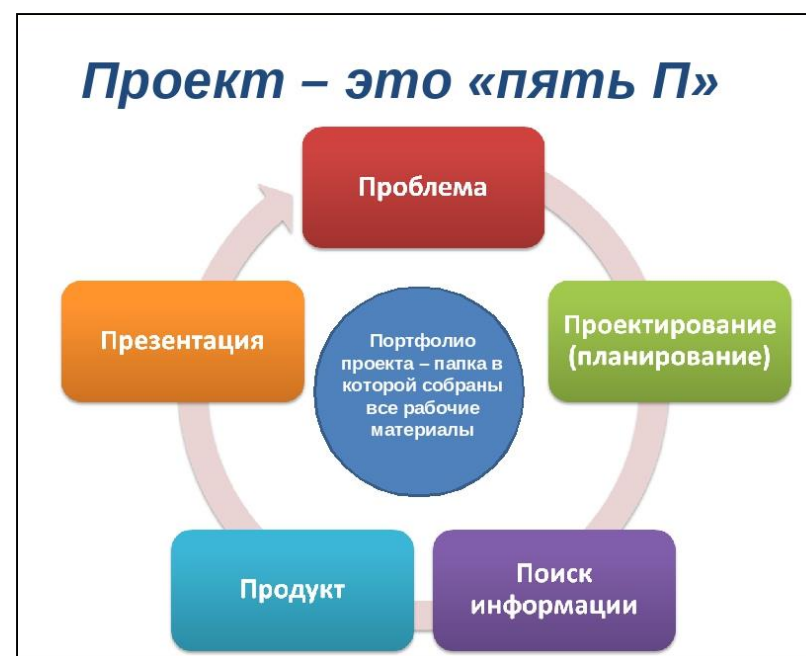 Проект – это «пять П»
Проблема
Проектирование
(планирование)
Поиск
информации
Продукт
Презентация
Портфолио
проекта – папка в
которой собраны
все рабочие
материалы